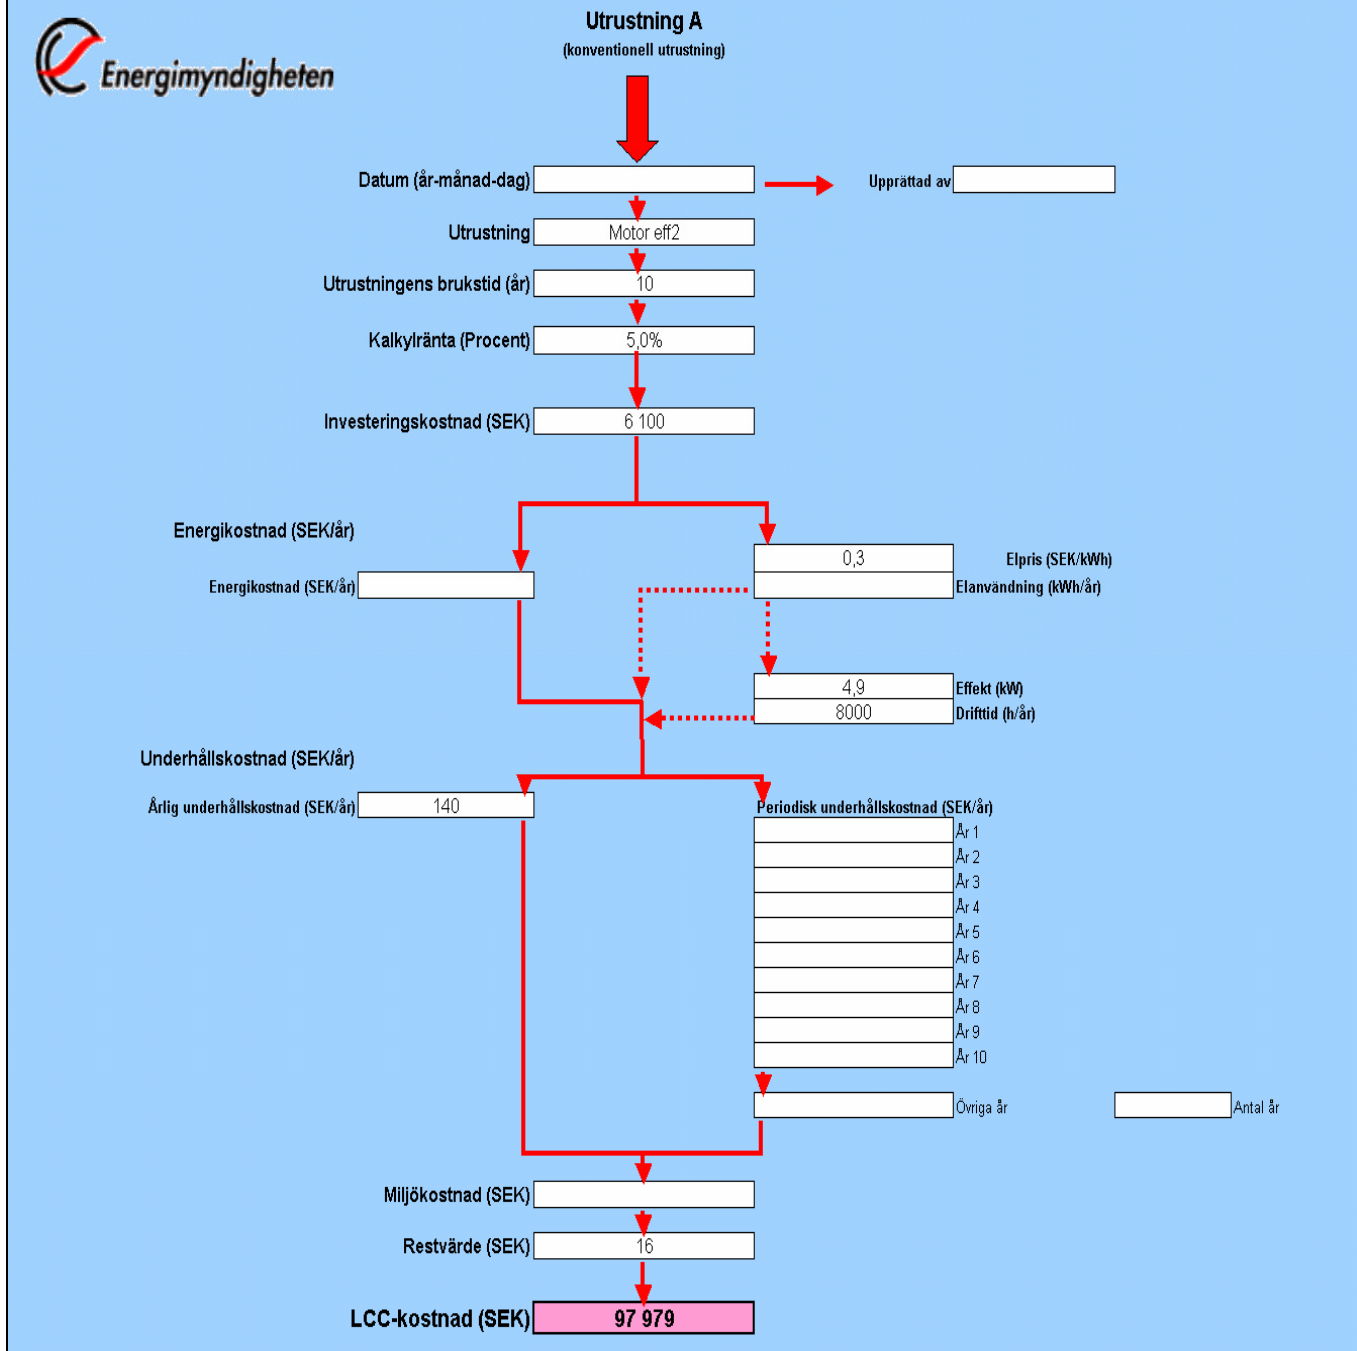 Utrustning A
(konventionell utrustning)
Energimyndigheten
Datum (år-månad-dag)
Upprättad av
Utrustning
Motor eff2
Utrustningens brukstid (år)
10
Kalkylränta (Procent)
5,0%
Investeringskostnad (SEK)
6 100
Energikostnad (SEK/år)
0,3
Elpris (SEK/kWh)
Energikostnad (SEK/år)
Elanvändning (kWh/år)
4,9
Effekt (kW)
8000
Drifttid (h/år)
Underhållskostnad (SEK/år)
Årlig underhållskostnad (SEK/år)
140
Periodisk underhållskostnad (SEK/år)
År 1
År 2
År 3
År 4
År 5
År 6
År 7
År 8
År 9
År 10
Övriga år
Antal år
Miljökostnad (SEK)
Restvärde (SEK)
16
LCC-kostnad (SEK)
97 979